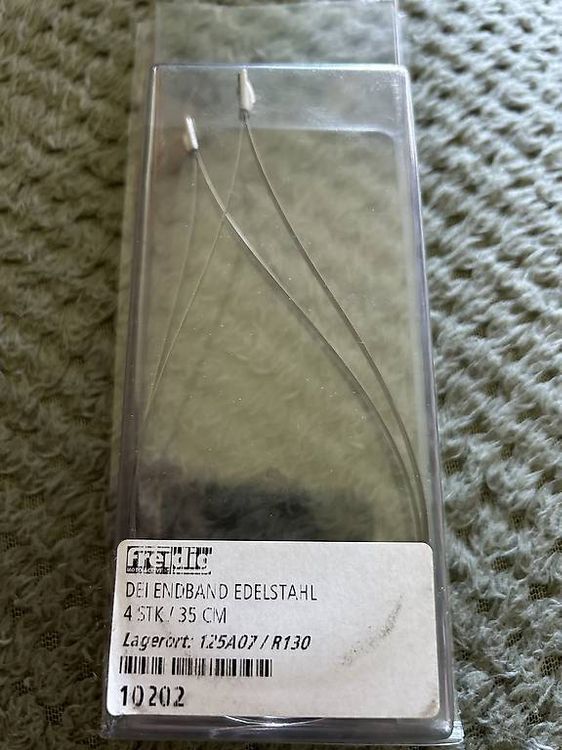 freidig
DEI ENDBAND EDELSTAHL
4 STK / 35 CM
Lagerort: 125A07 / R130
10202